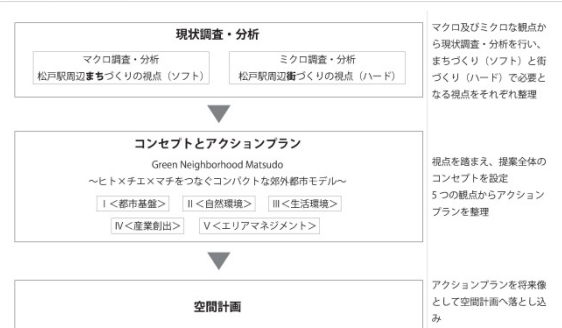 現状調査・分析
マクロ調査・分析
松戸駅周辺まちづくりの視点（ソフト）
ミクロ調査・分析
松戸駅周辺街づくりの視点（ハード）
マクロ及びミクロな観点か
ら現状調査・分析を行い、
まちづくり（ソフト）と街
づくり（ハード）で必要と
なる視点をそれぞれ整理
コンセプトとアクションプラン
Green Neighborhood Matsudo
～ヒト×チエ×マチをつなぐコンパクトな郊外都市モデル～
Ⅰ＜都市基盤＞
Ⅱ＜自然環境＞
Ⅲ＜生活環境＞
Ⅳ＜産業創出＞
Ⅴ＜エリアマネジメント＞
視点を踏まえ、提案全体の
コンセプトを設定
5つの観点からアクション
プランを整理
空間計画
アクションプランを将来像
として空間計画へ落とし込
み